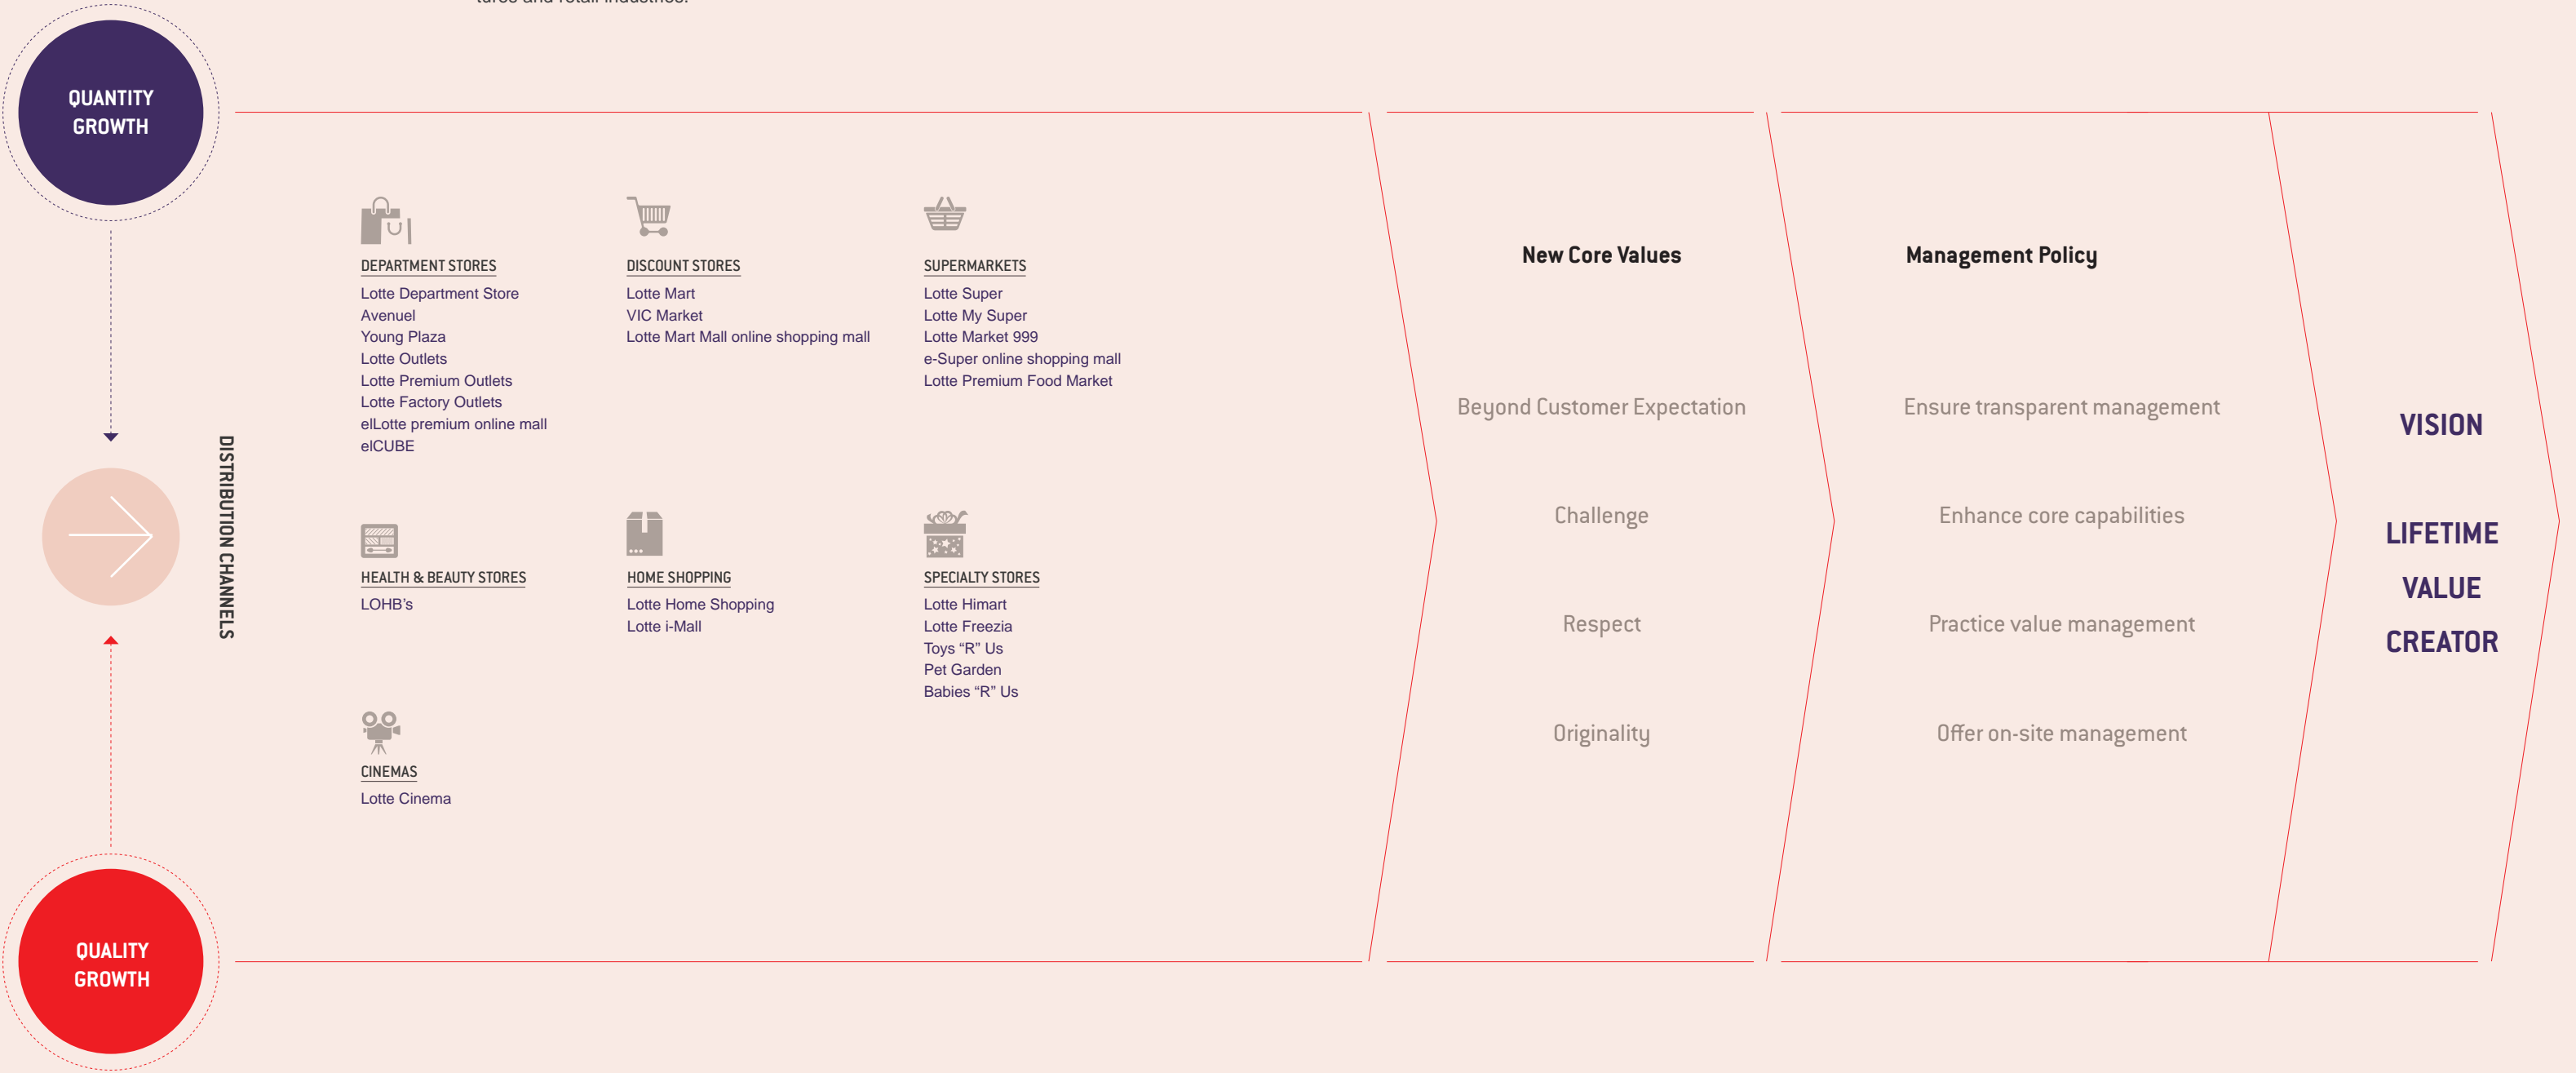 tures and retail industries.
QUANTITY
GROWTH
DISTRIBUTION CHANNELS
DEPARTMENT STORES
Lotte Department Store
Avenuel
Young Plaza
Lotte Outlets
Lotte Premium Outlets
Lotte Factory Outlets
elLotte premium online mall
elCUBE
DISCOUNT STORES
Lotte Mart
VIC Market
Lotte Mart Mall online shopping mall
SUPERMARKETS
Lotte Super
Lotte My Super
Lotte Market 999
e-Super online shopping mall
Lotte Premium Food Market
HEALTH & BEAUTY STORES
LOHB’s
HOME SHOPPING
Lotte Home Shopping
Lotte i-Mall
SPECIALTY STORES
Lotte Himart
Lotte Freezia
Toys “R” Us
Pet Garden
Babies “R” Us
CINEMAS
Lotte Cinema
QUALITY
GROWTH
New Core Values
Beyond Customer Expectation
Challenge
Respect
Originality
Management Policy
Ensure transparent management
Enhance core capabilities
Practice value management
Offer on-site management
VISION
LIFETIME
VALUE
CREATOR